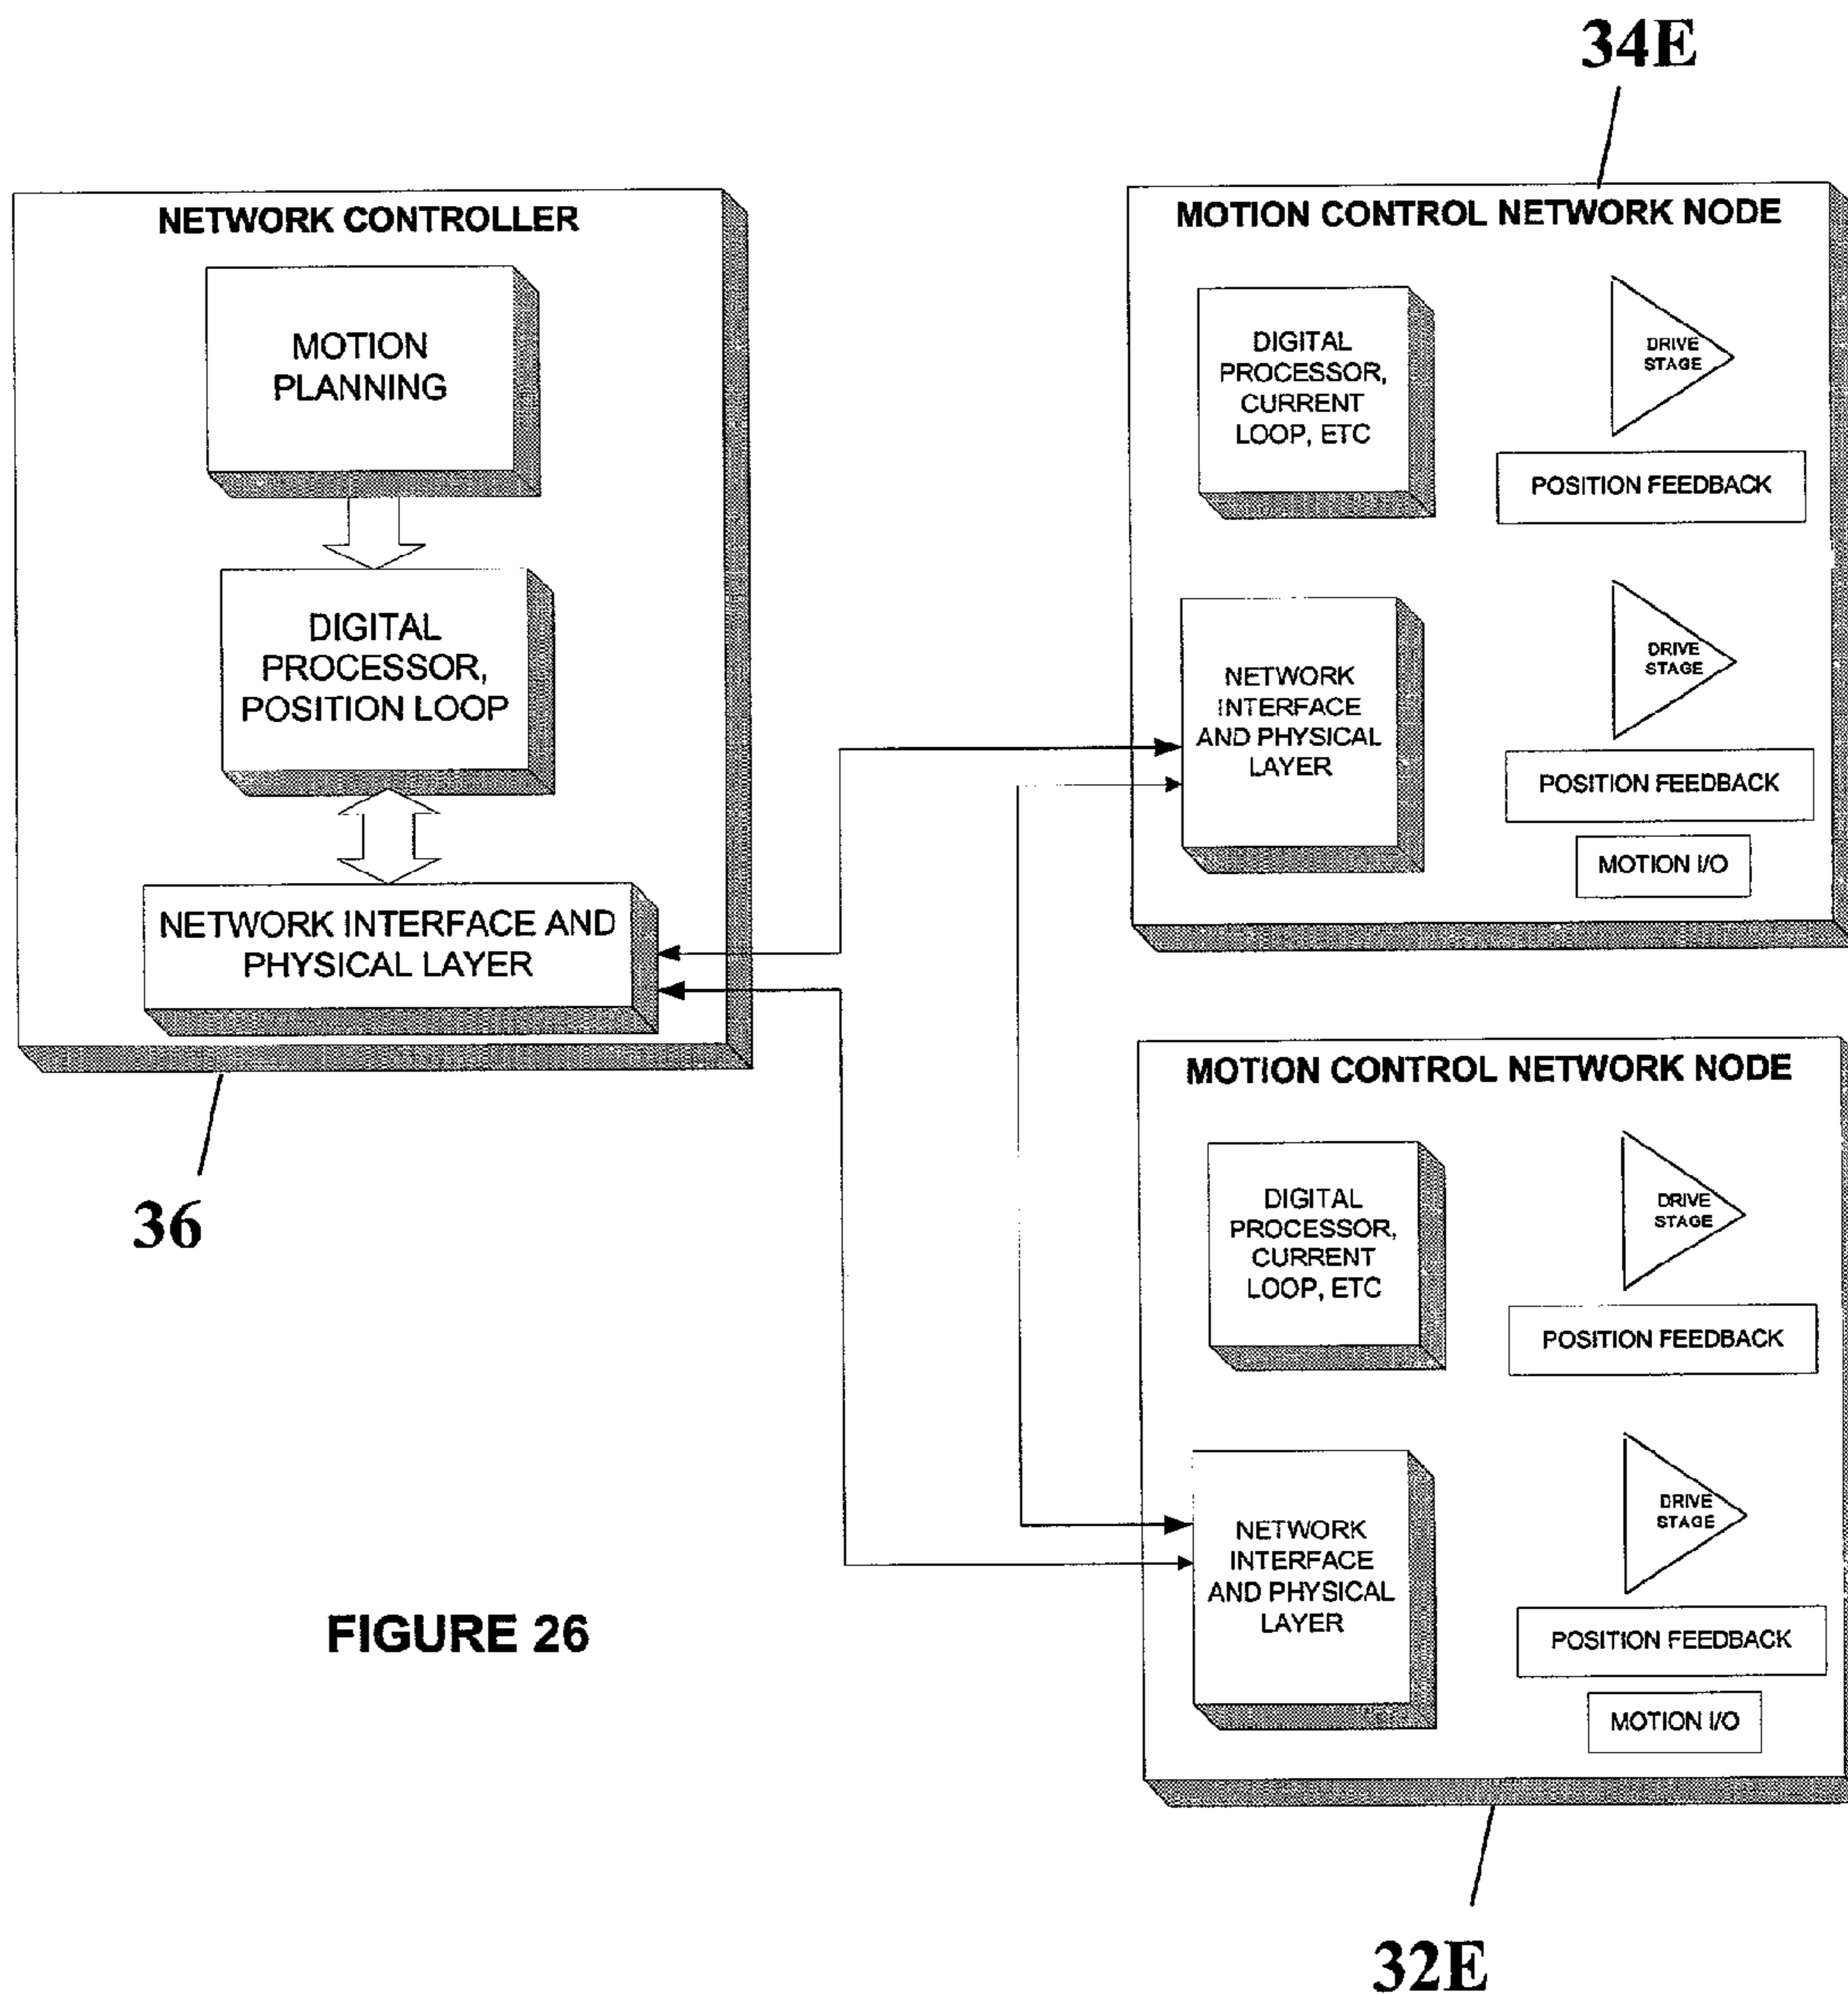 34E
NETWORK CONTROLLER
MOTION
PLANNING
DIGITAL
PROCESSOR,
POSITION LOOP
NETWORK INTERFACE AND
PHYSICAL LAYER
36
MOTION CONTROL NETWORK NODE
DIGITAL
PROCESSOR,
CURRENT
LOOP, ETC
DRIVE
STAGE
POSITION FEEDBACK
NETWORK
INTERFACE
AND PHYSICAL
LAYER
DRIVE
STAGE
POSITION FEEDBACK
MOTION I/O
MOTION CONTROL NETWORK NODE
DIGITAL
PROCESSOR,
CURRENT
LOOP, ETC
DRIVE
STAGE
POSITION FEEDBACK
NETWORK
INTERFACE
AND PHYSICAL
LAYER
DRIVE
STAGE
POSITION FEEDBACK
MOTION I/O
FIGURE 26
32E